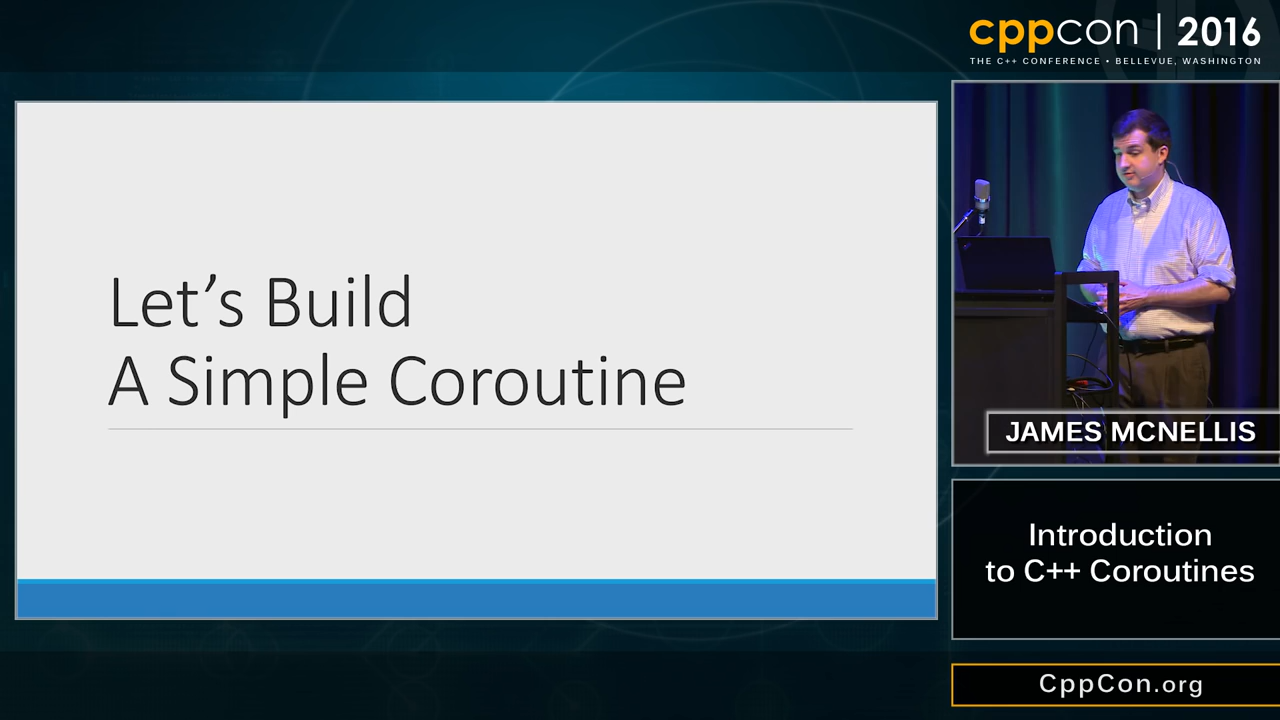 cppcon | 2016
THE C++ CONFERENCE • BELLEVUE, WASHINGTON
Let’s Build
A Simple Coroutine
JAMES MCNELLIS
Introduction
to C++ Coroutines
CppCon.org